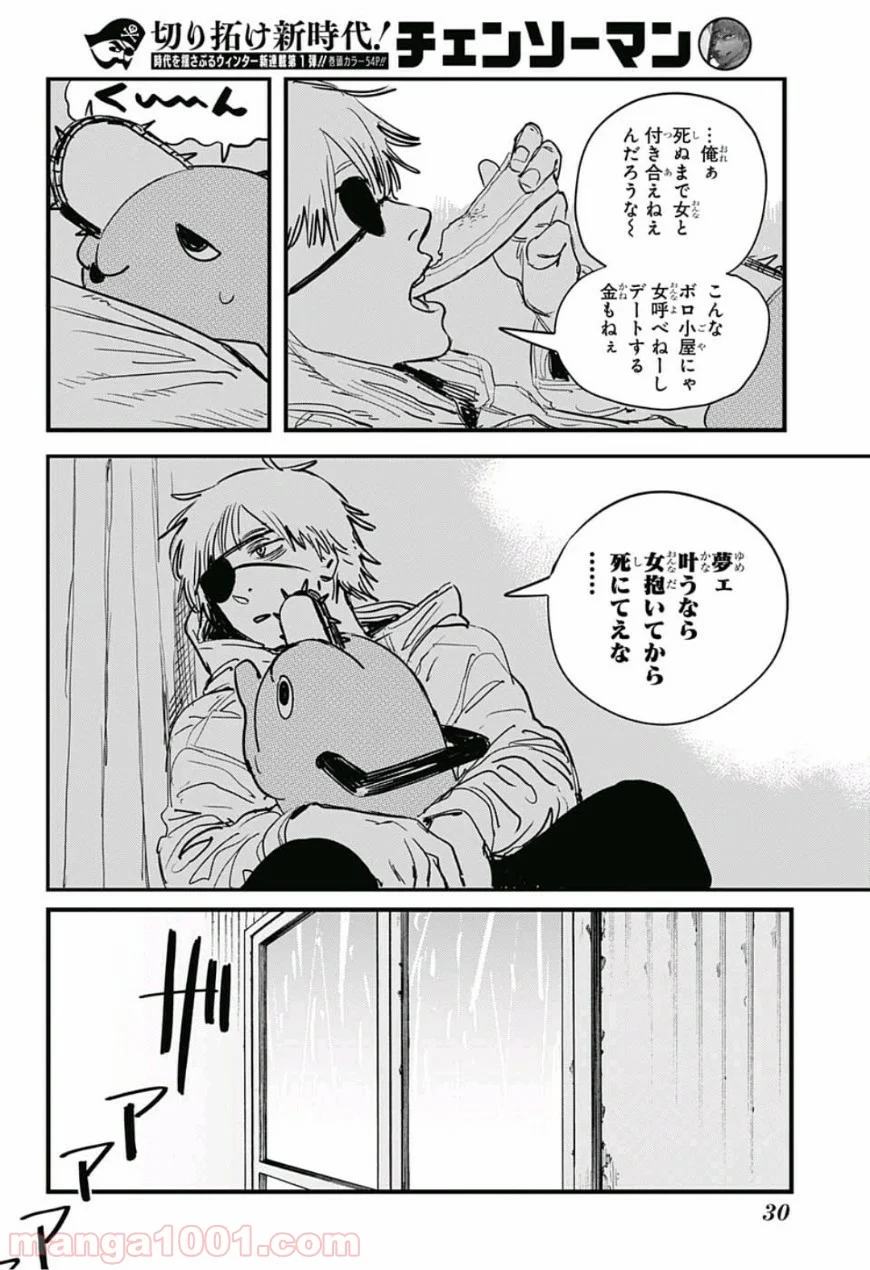 切り拓け新時代!
時代を揺さぶるウィンター新連載第1弾!! 巻頭カラー54P!!
チェンソーマン
…俺ぁ
死ぬまで女と
付き合えねえ
んだろうな〜
こんな
ボロ小屋にゃ
女呼べねーし
デートする
金もねぇ
く〜〜ん
夢ェ
叶うなら
女抱いてから
死にてえな
……
サアアア
30
manga1001.com